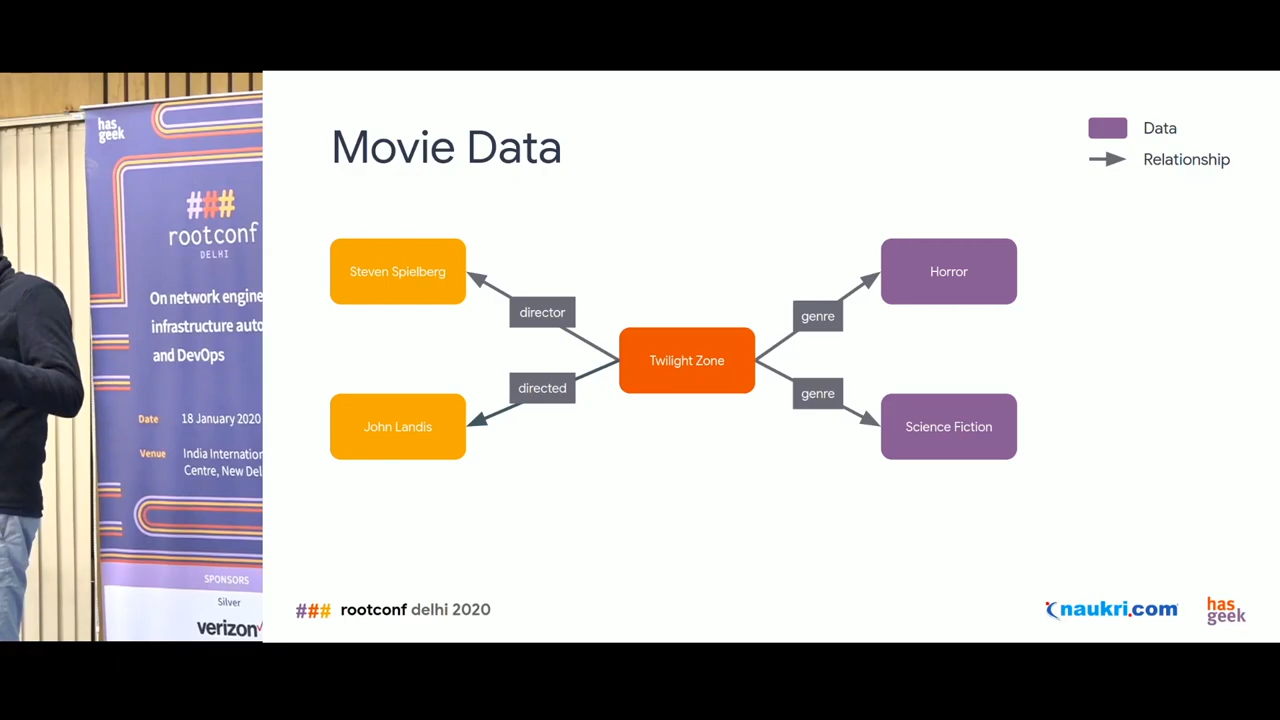 has
geek
###
rootconf
DELHI
On network engine
infrastructure auto
and DevOps
Date 18 January 2020
Venue India Internation
Centre, New Del
SPONSORS
Silver
verizon
Movie Data
Data
Relationship
Steven Spielberg
Horror
director
genre
Twilight Zone
directed
genre
John Landis
Science Fiction
### rootconf delhi 2020
naukri.com
has
geek